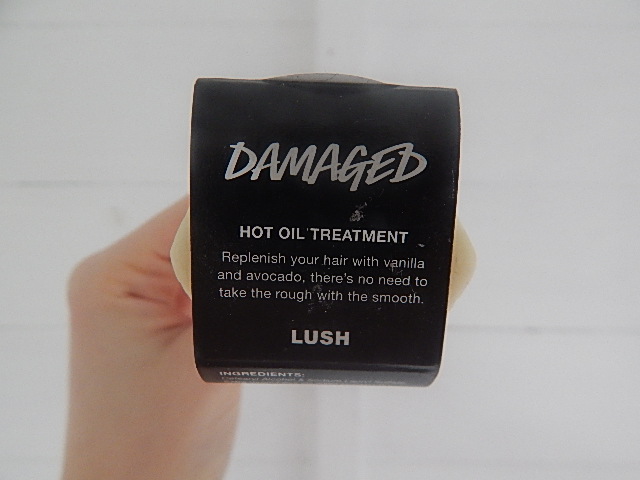 DAMAGED
HOT OIL TREATMENT
Replenish your hair with vanilla
and avocado, there's no need to
take the rough with the smooth.
LUSH
INGREDIENTS: